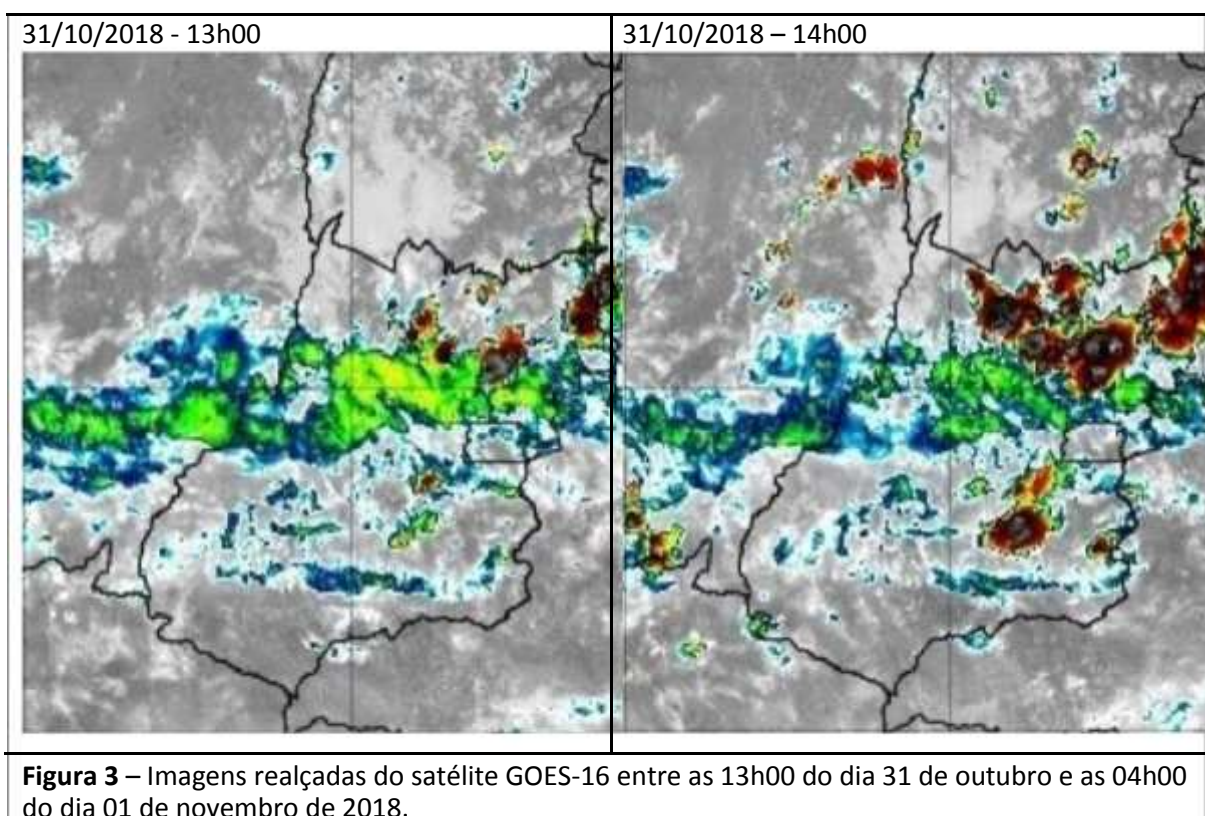 31/10/2018 - 13h00
31/10/2018 – 14h00
Figura 3 – Imagens realçadas do satélite GOES-16 entre as 13h00 do dia 31 de outubro e as 04h00
do dia 01 de novembro de 2018.